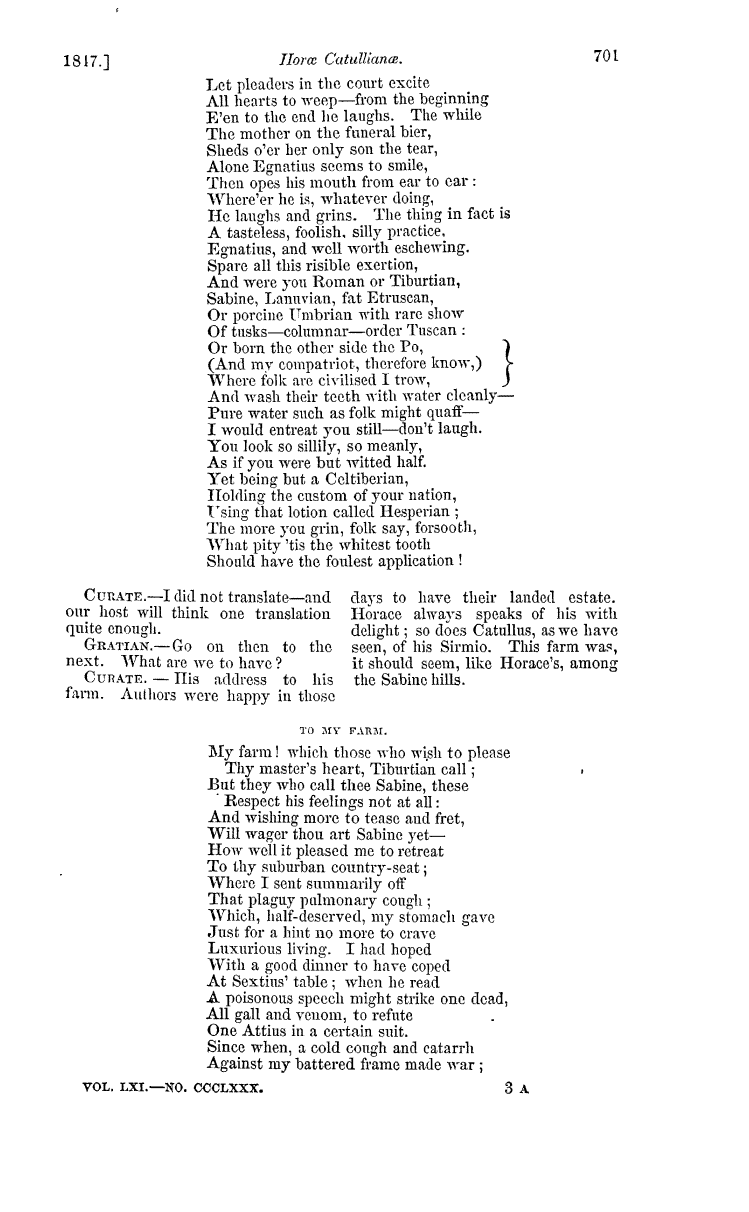 1847.]
Horæ Catullianæ.
701
Let pleaders in the court excite
All hearts to weep—from the beginning
E'en to the end he laughs. The while
The mother on the funeral bier,
Sheds o'er her only son the tear,
Alone Egnatius seems to smile,
Then opes his mouth from ear to ear :
Where'er he is, whatever doing,
He laughs and grins. The thing in fact is
A tasteless, foolish, silly practice,
Egnatius, and well worth eschewing.
Spare all this risible exertion,
And were you Roman or Tiburtian,
Sabine, Lanuvian, fat Etruscan,
Or porcine Umbrian with rare show
Of tusks—columnar—order Tuscan :
Or born the other side the Po,
(And my compatriot, therefore know,)
Where folk are civilised I trow,
And wash their teeth with water cleanly—
Pure water such as folk might quaff—
I would entreat you still—don't laugh.
You look so sillily, so meanly,
As if you were but witted half.
Yet being but a Celtiberian,
Holding the custom of your nation,
Using that lotion called Hesperian ;
The more you grin, folk say, forsooth,
What pity 'tis the whitest tooth
Should have the foulest application !
CURATE.—I did not translate—and
our host will think one translation
quite enough.
GRATIAN.—Go on then to the
next. What are we to have ?
CURATE. — His address to his
farm. Authors were happy in those
days to have their landed estate.
Horace always speaks of his with
delight ; so does Catullus, as we have
seen, of his Sirmio. This farm was,
it should seem, like Horace's, among
the Sabine hills.
TO MY FARM.
My farm ! which those who wish to please
Thy master's heart, Tiburtian call ;
But they who call thee Sabine, these
Respect his feelings not at all :
And wishing more to tease and fret,
Will wager thou art Sabine yet—
How well it pleased me to retreat
To thy suburban country-seat ;
Where I sent summarily off
That plaguy pulmonary cough ;
Which, half-deserved, my stomach gave
Just for a hint no more to crave
Luxurious living. I had hoped
With a good dinner to have coped
At Sextius' table ; when he read
A poisonous speech might strike one dead,
All gall and venom, to refute
One Attius in a certain suit.
Since when, a cold cough and catarrh
Against my battered frame made war ;
VOL. LXI.—NO. CCCLXXX.
3 A